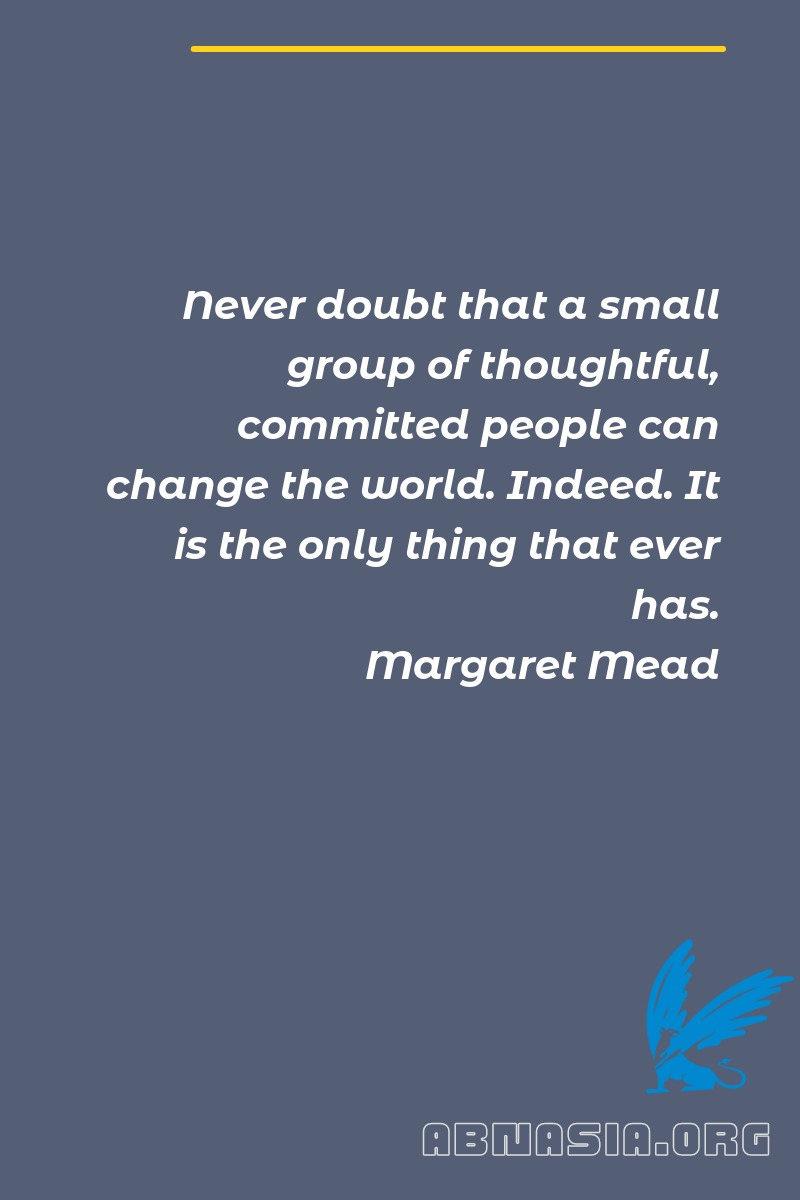 Never doubt that a small
group of thoughtful,
committed people can
change the world. Indeed. It
is the only thing that ever
has.
Margaret Mead
ABNASIA.ORG